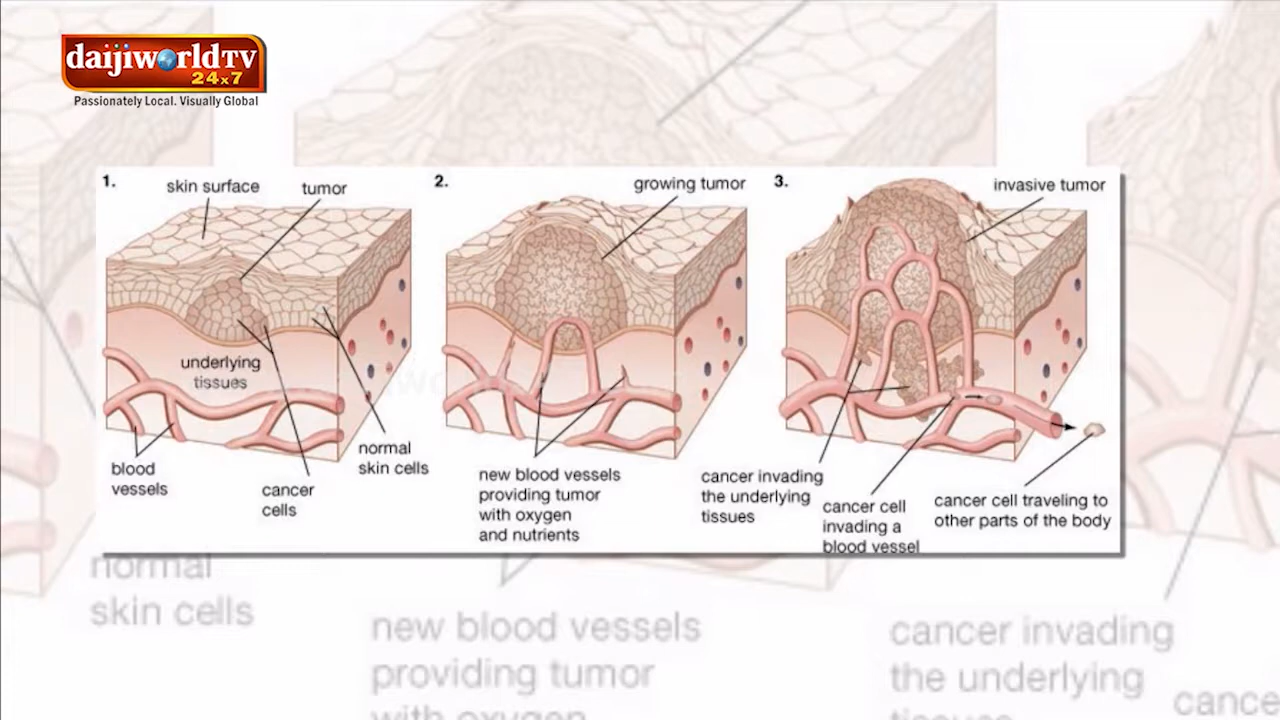 daijiworldTV
24x7
Passionately Local. Visually Global
1.
skin surface
tumor
underlying
tissues
blood
vessels
cancer
cells
normal
skin cells
2.
growing tumor
new blood vessels
providing tumor
with oxygen
and nutrients
3.
invasive tumor
cancer invading
the underlying
tissues
cancer cell
invading a
blood vessel
cancer cell traveling to
other parts of the body
normal
skin cells
new blood vessels
providing tumor
with oxygen
cancer invading
the underlying
tissues